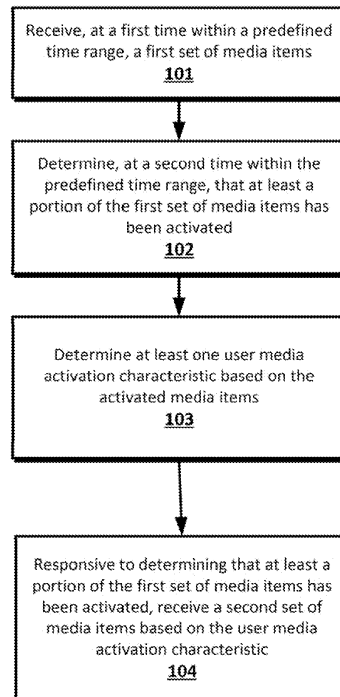 Receive, at a first time within a predefined
time range, a first set of media items
101
Determine, at a second time within the
predefined time range, that at least a
portion of the first set of media items has
been activated
102
Determine at least one user media
activation characteristic based on the
activated media items
103
Responsive to determining that at least a
portion of the first set of media items has
been activated, receive a second set of
media items based on the user media
activation characteristic
104